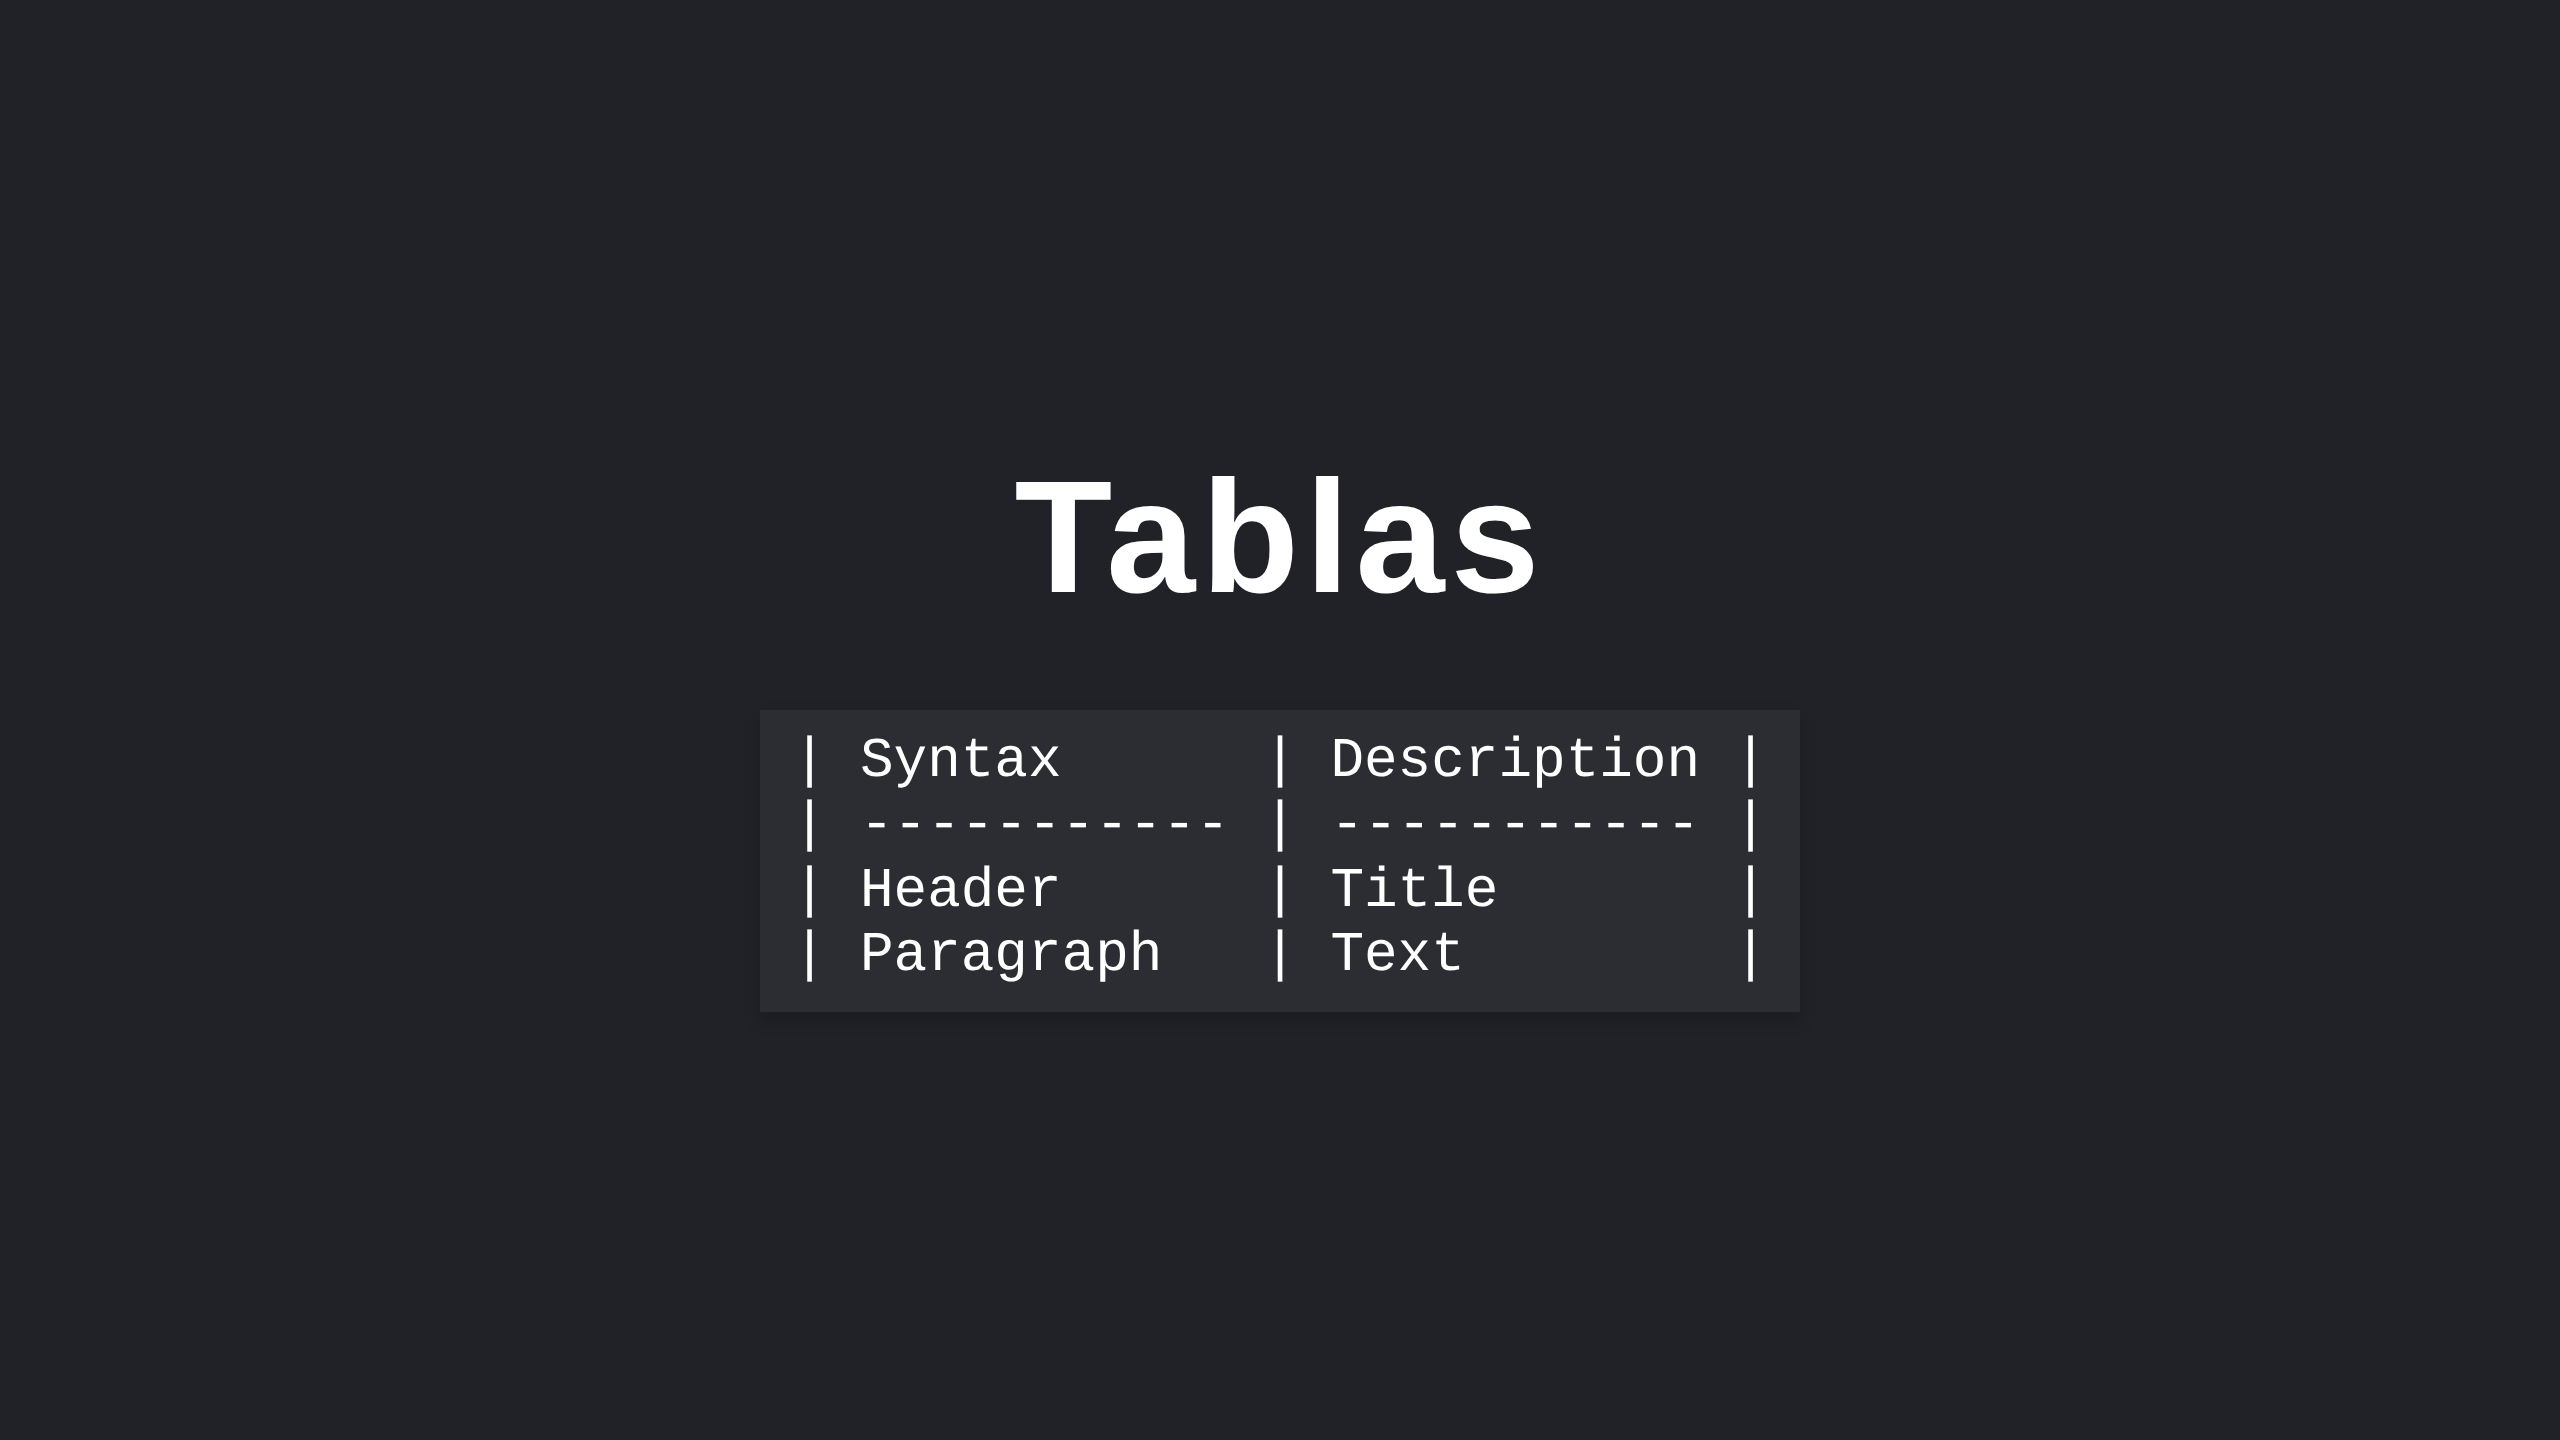 Tablas
| Syntax      | Description |
| ----------- | ----------- |
| Header      | Title       |
| Paragraph   | Text        |